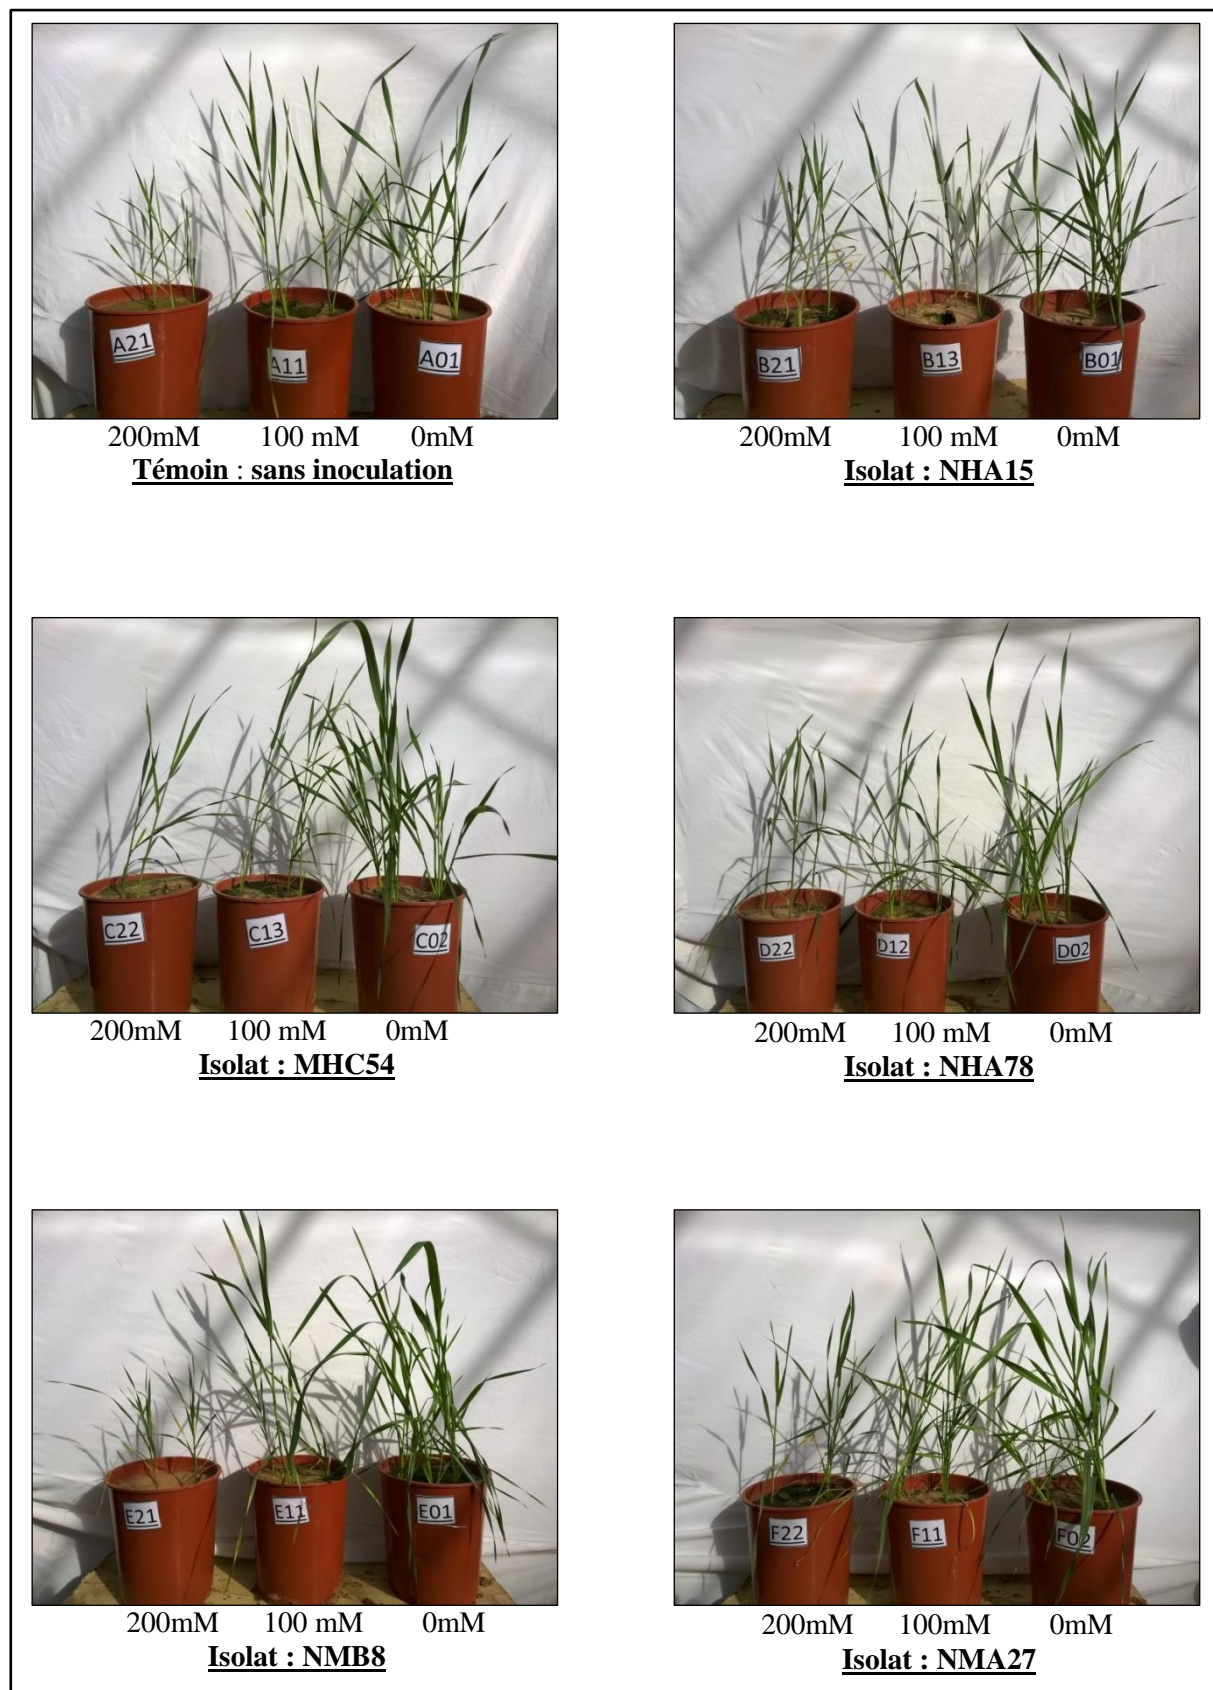 A21 A11 A01
200mM 100 mM 0mM
Témoin : sans inoculation
B21 B13 B01
200mM 100 mM 0mM
Isolat : NHA15
C22 C13 C02
200mM 100 mM 0mM
Isolat : MHC54
D22 D12 D02
200mM 100 mM 0mM
Isolat : NHA78
E21 E11 E01
200mM 100 mM 0mM
Isolat : NMB8
F22 F11 F02
200mM 100mM 0mM
Isolat : NMA27